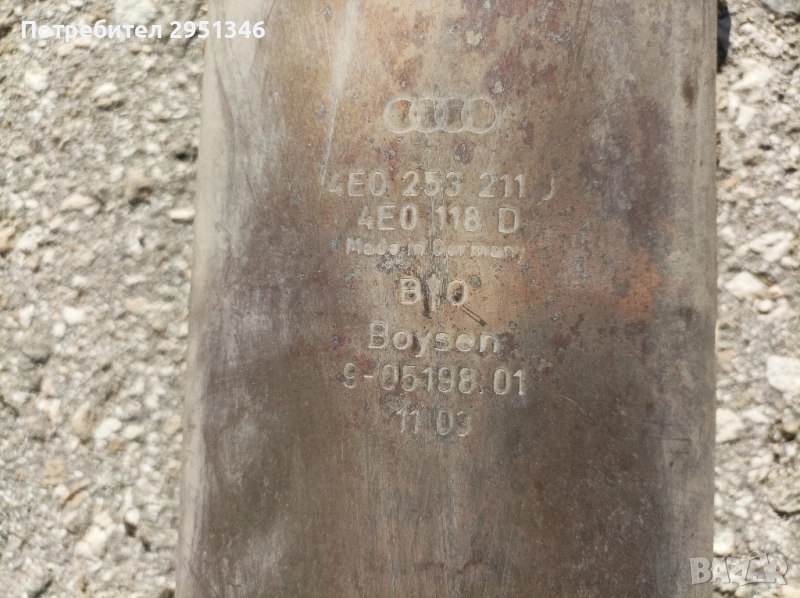 Потребител 2951346
4E0 253 211 J
4E0 118 D
Made in Germany
Boysen
9-05198.01
11 03
BAZAR